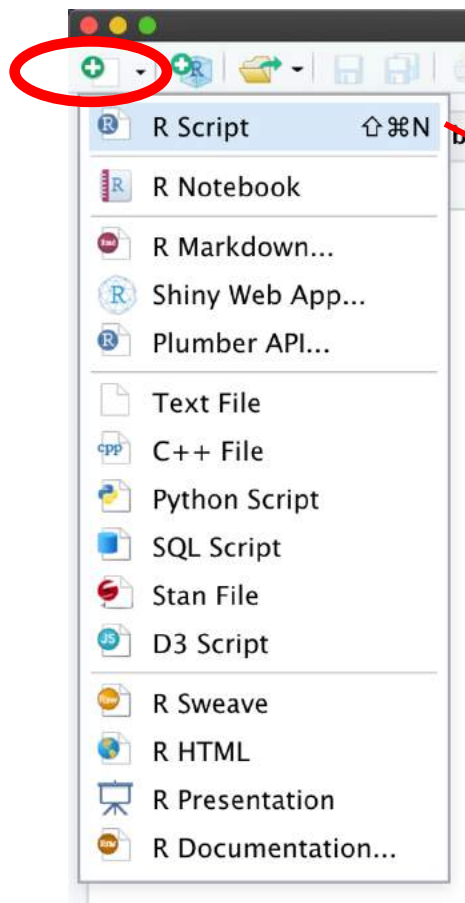 R Script ⇧⌘N
b
R Notebook
R Markdown...
Shiny Web App...
Plumber API...
Text File
C++ File
Python Script
SQL Script
Stan File
D3 Script
R Sweave
R HTML
R Presentation
R Documentation...